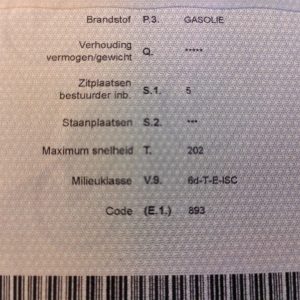 Brandstof P.3. GASOLIE
Verhouding
vermogen/gewicht Q. *****
Zitplaatsen
bestuurder inb. S.1. 5
Staanplaatsen S.2. ***
Maximum snelheid T. 202
Milieuklasse V.9. 6d-T-E-ISC
Code (E.1.) 893